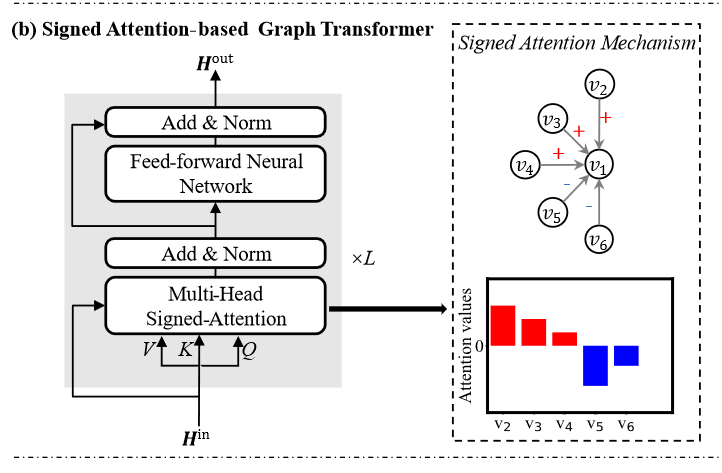 (b) Signed Attention-based Graph Transformer
H^out
Add & Norm
Feed-forward Neural
Network
Add & Norm
Multi-Head
Signed-Attention
V K Q
H^in
×L
Signed Attention Mechanism
v₂
+
v₃
+
v₄
+
v₁
-
v₅
-
v₆
Attention values
0
v₂ v₃ v₄ v₅ v₆